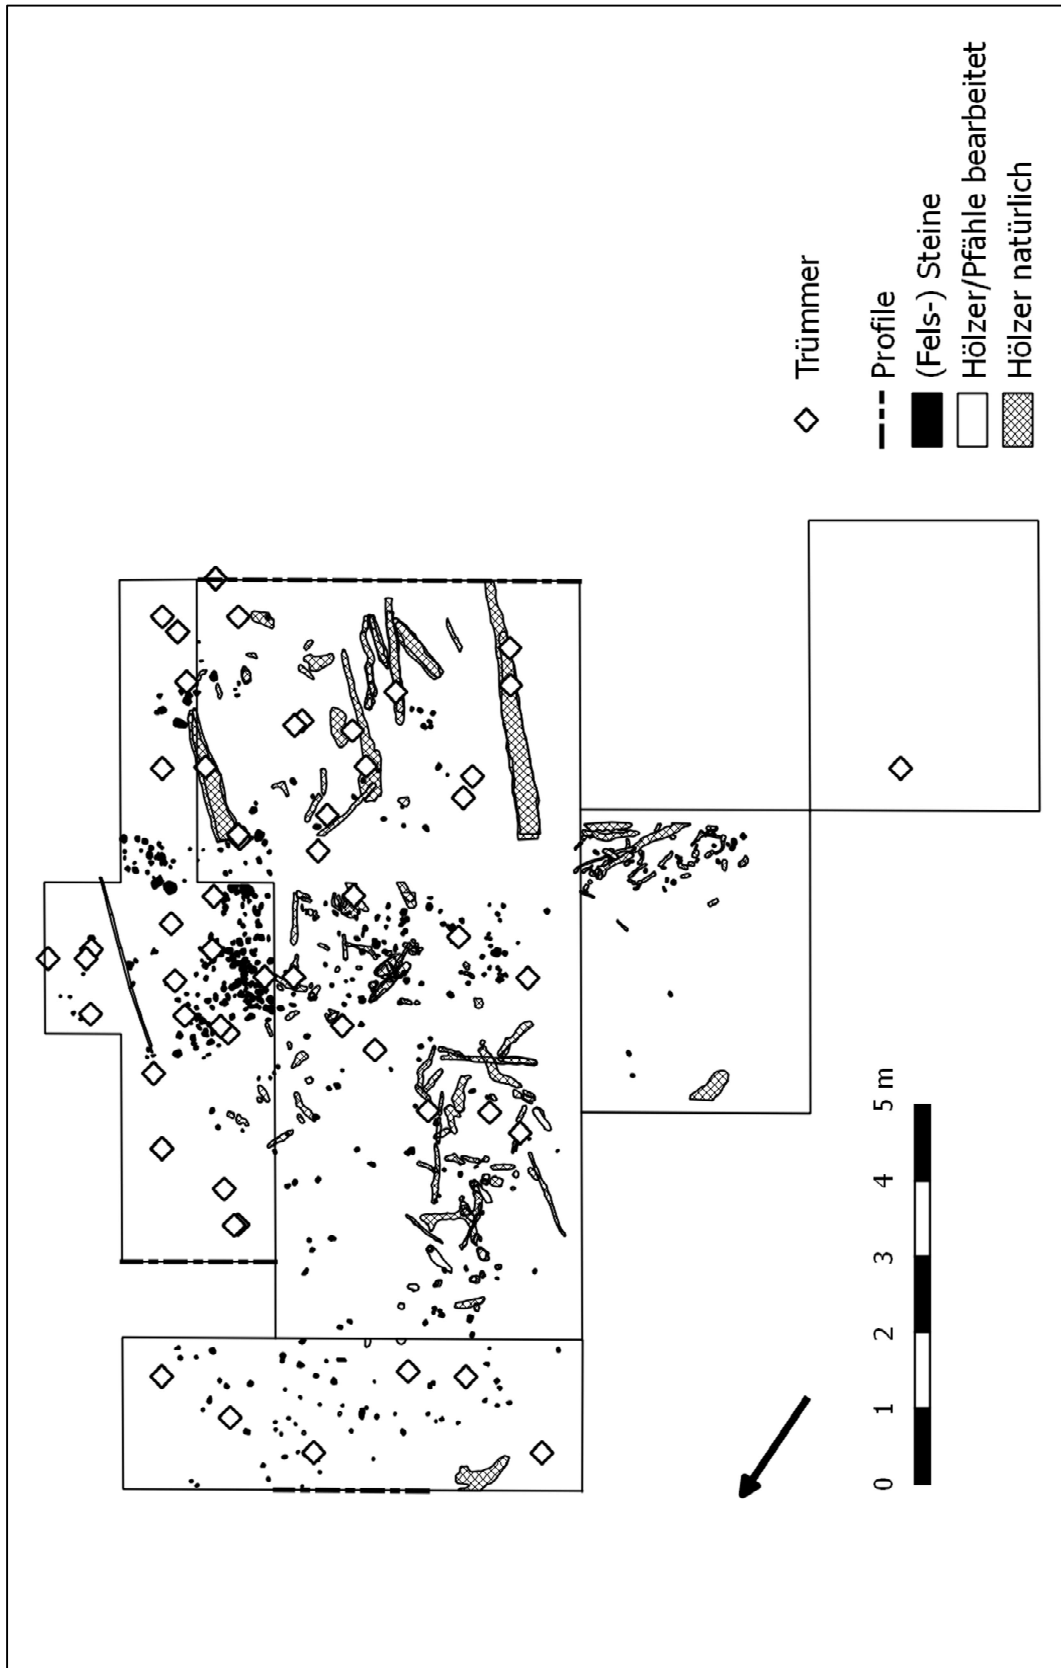 Trümmer
Profile
(Fels-) Steine
Hölzer/Pfähle bearbeitet
Hölzer natürlich
0 1 2 3 4 5 m